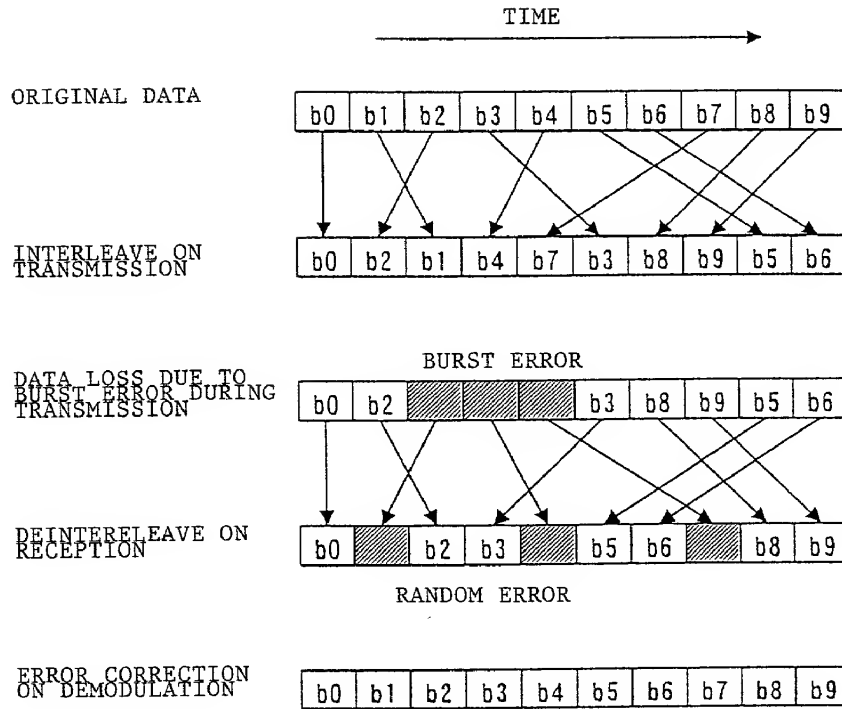 TIME
ORIGINAL DATA
b0 b1 b2 b3 b4 b5 b6 b7 b8 b9
INTERLEAVE ON
TRANSMISSION
b0 b2 b1 b4 b7 b3 b8 b9 b5 b6
BURST ERROR
DATA LOSS DUE TO
BURST ERROR DURING
TRANSMISSION
b0 b2 b3 b8 b9 b5 b6
DEINTERELEAVE ON
RECEPTION
b0 b2 b3 b5 b6 b8 b9
RANDOM ERROR
ERROR CORRECTION
ON DEMODULATION
b0 b1 b2 b3 b4 b5 b6 b7 b8 b9